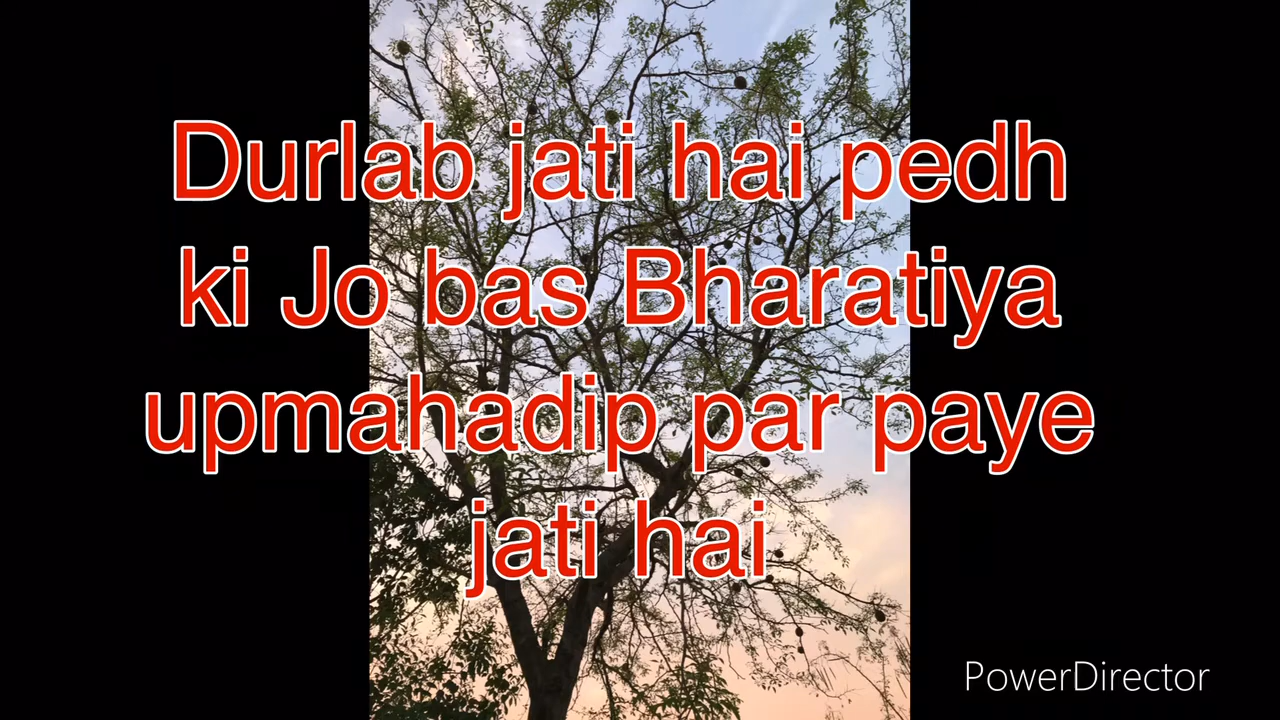 Durlab jati hai pedh
ki Jo bas Bharatiya
upmahadip par paye
jati hai
PowerDirector